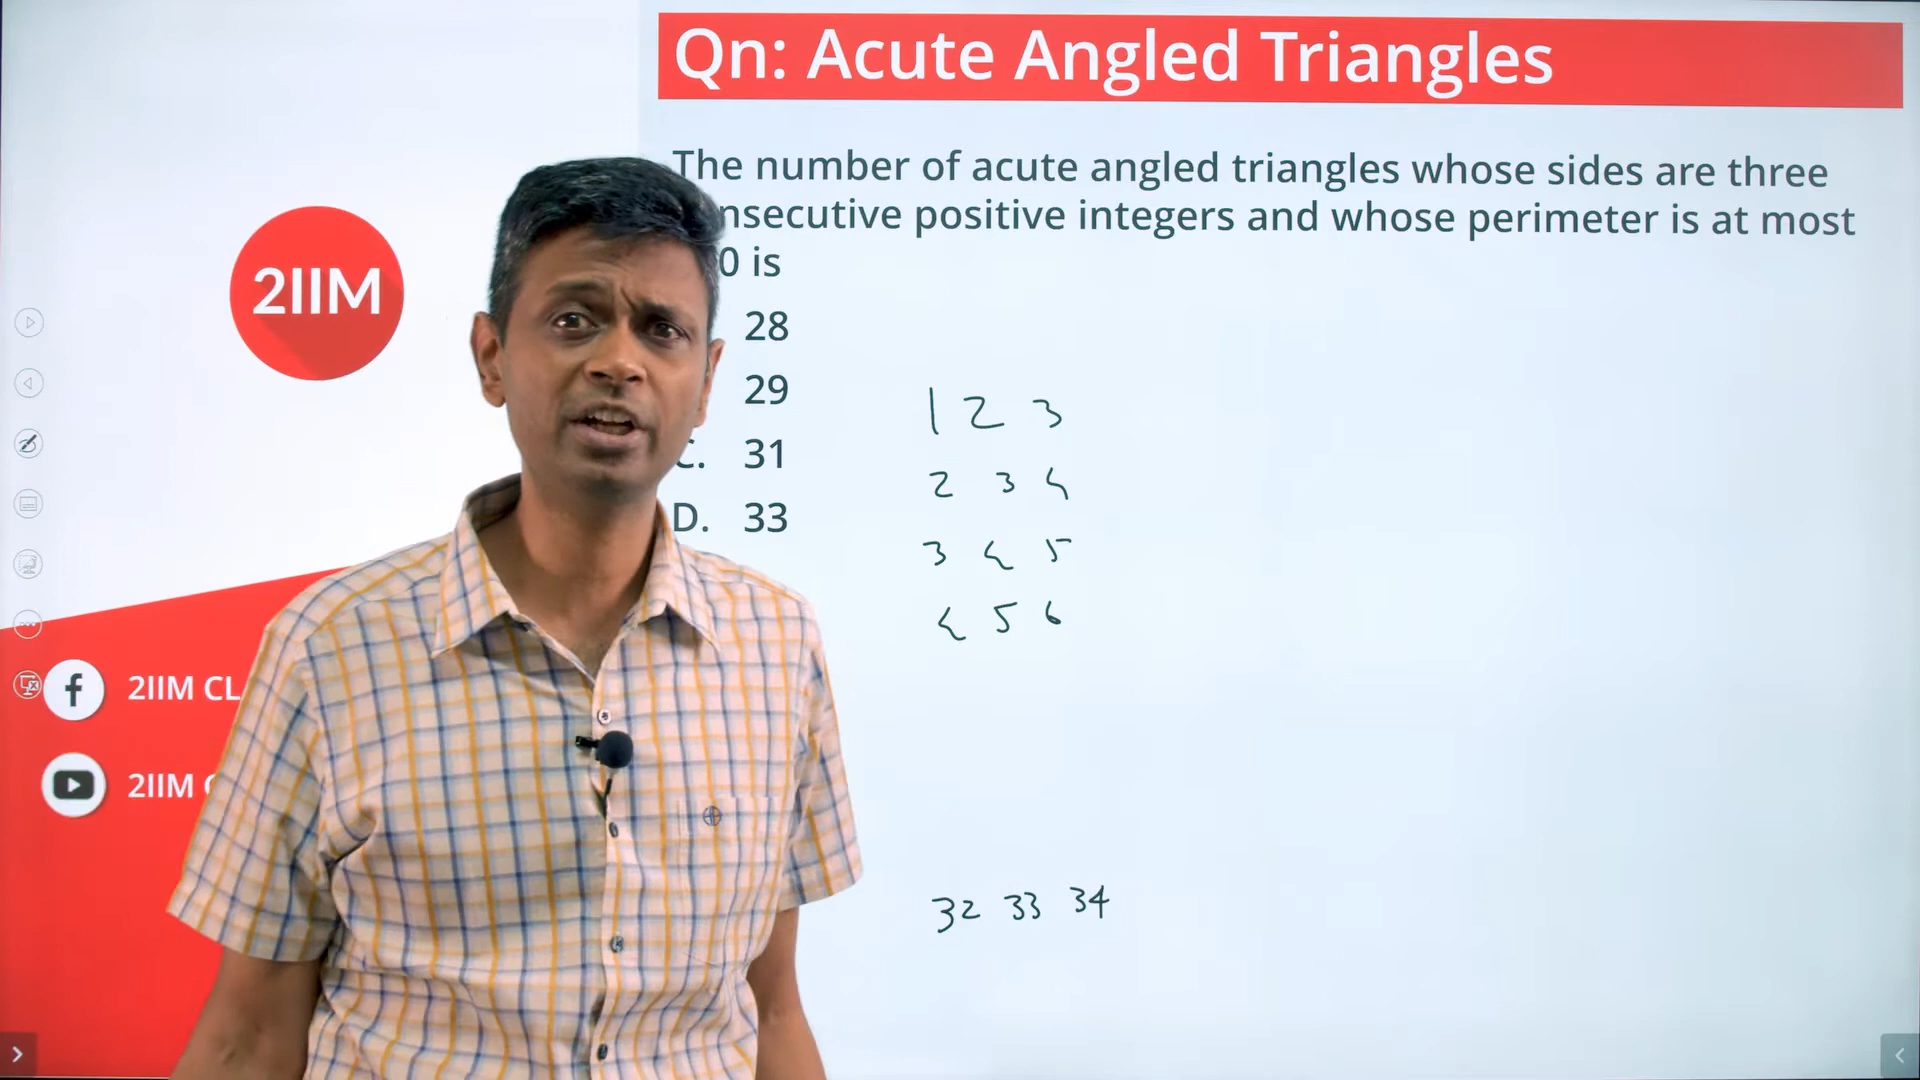 Qn: Acute Angled Triangles
The number of acute angled triangles whose sides are three
nsecutive positive integers and whose perimeter is at most
0 is
28
29
C. 31
D. 33
2IIM
1 2 3
2 3 4
3 4 5
4 5 6
32 33 34
2IIM CL
2IIM